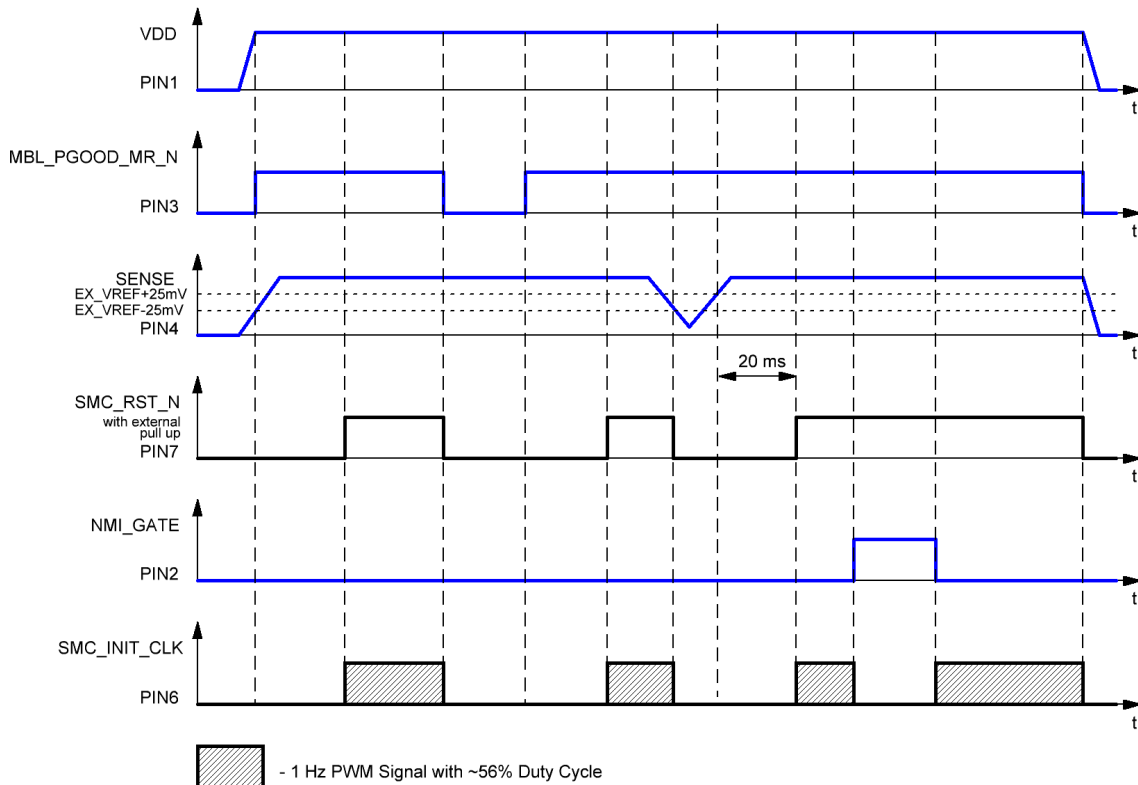 VDD
PIN1
t
MBL_PGOOD_MR_N
PIN3
t
SENSE
EX_VREF+25mV
EX_VREF-25mV
PIN4
t
20 ms
SMC_RST_N
with external
pull up
PIN7
t
NMI_GATE
PIN2
t
SMC_INIT_CLK
PIN6
t
- 1 Hz PWM Signal with ~56% Duty Cycle